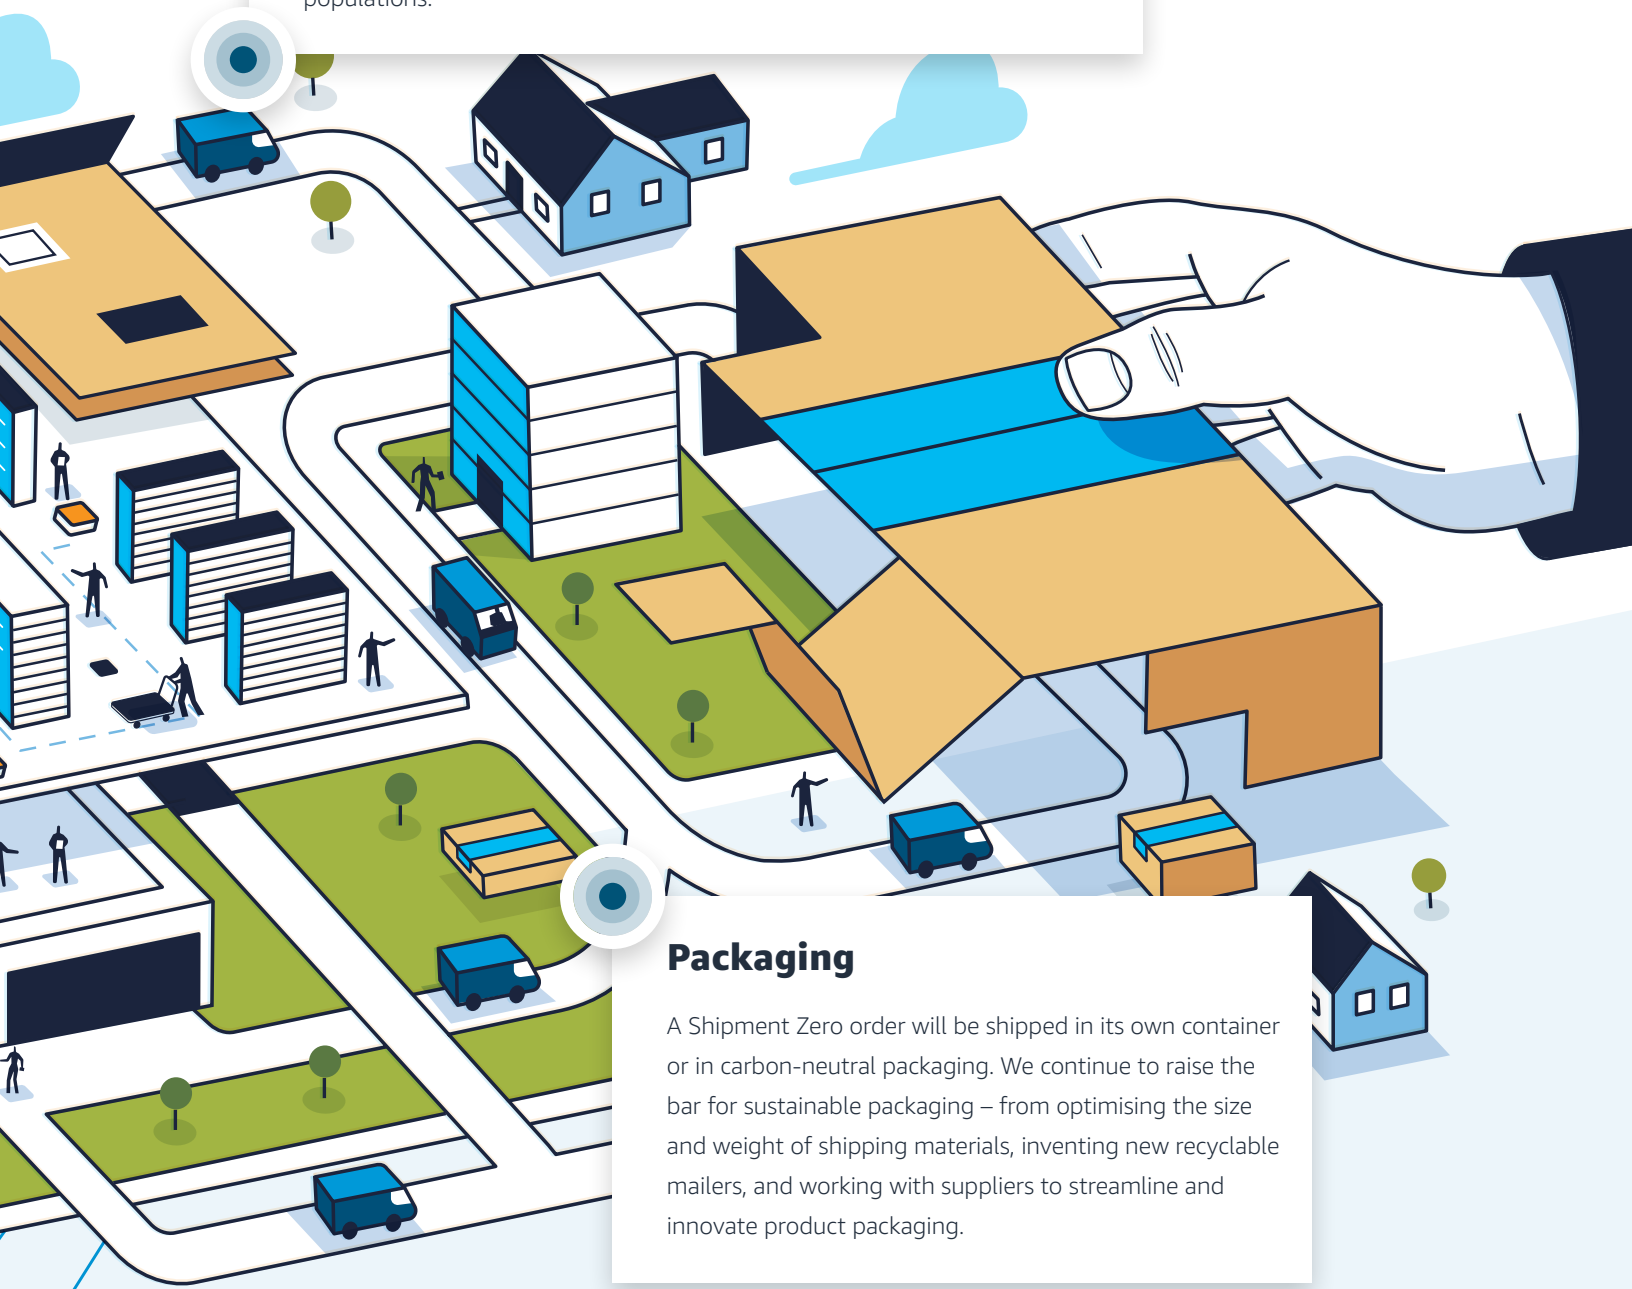 populations.
Packaging
A Shipment Zero order will be shipped in its own container
or in carbon-neutral packaging. We continue to raise the
bar for sustainable packaging – from optimising the size
and weight of shipping materials, inventing new recyclable
mailers, and working with suppliers to streamline and
innovate product packaging.